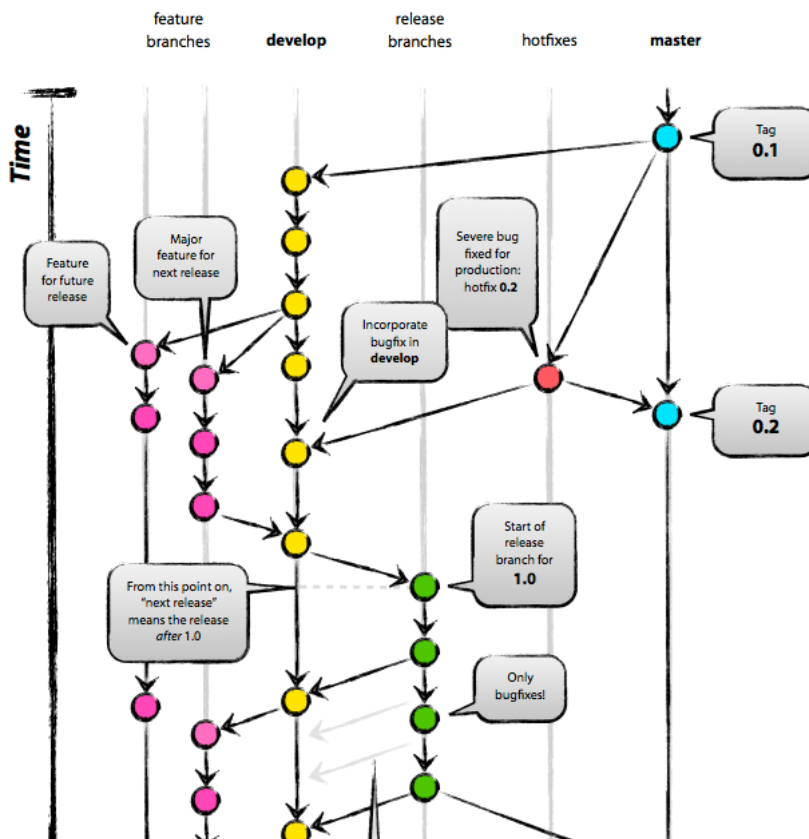 feature
branches
develop
release
branches
hotfixes
master
Time
Tag
0.1
Major
feature for
next release
Feature
for future
release
Severe bug
fixed for
production:
hotfix 0.2
Incorporate
bugfix in
develop
Tag
0.2
Start of
release
branch for
1.0
From this point on,
“next release”
means the release
after 1.0
Only
bugfixes!